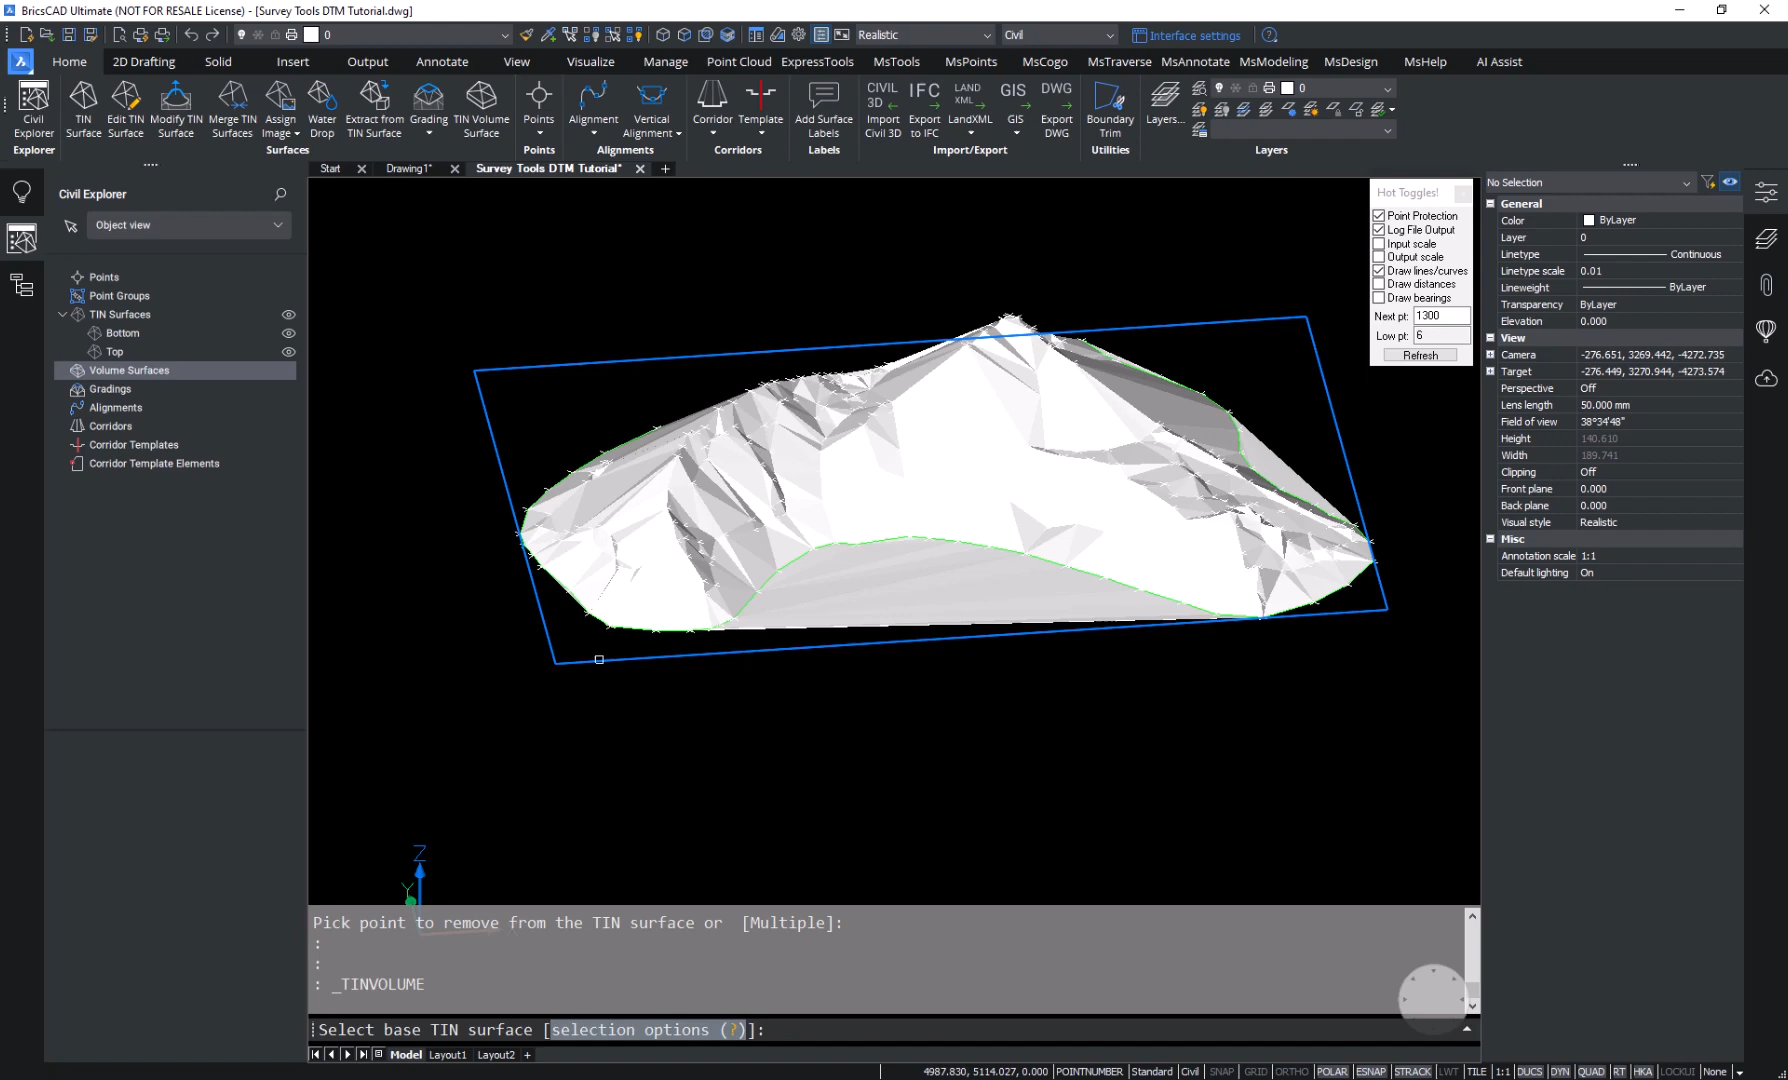 BricsCAD Ultimate (NOT FOR RESALE License) - [Survey Tools DTM Tutorial.dwg]
0 Realistic Civil Interface settings
Home 2D Drafting Solid Insert Output Annotate View Visualize Manage Point Cloud ExpressTools MsTools MsPoints MsCogo MsTraverse MsAnnotate MsModeling MsDesign MsHelp AI Assist
Civil Explorer
TIN Surface
Edit TIN Surface
Modify TIN Surface
Merge TIN Surfaces
Assign Image
Water Drop
Extract from TIN Surface
Grading
TIN Volume Surface
Points
Alignment
Vertical Alignment
Corridor
Template
Add Surface Labels
CIVIL 3D
Import Civil 3D
IFC
Export to IFC
LAND XML
LandXML
GIS
GIS
DWG
Export DWG
Boundary Trim
Layers...
0
Explorer Surfaces Points Alignments Corridors Labels Import/Export Utilities Layers
Start Drawing1* Survey Tools DTM Tutorial* +
Civil Explorer
Object view
Points
Point Groups
TIN Surfaces
Bottom
Top
Volume Surfaces
Gradings
Alignments
Corridors
Corridor Templates
Corridor Template Elements
Hot Toggles!
Point Protection
Log File Output
Input scale
Output scale
Draw lines/curves
Draw distances
Draw bearings
Next pt: 1300
Low pt: 6
Refresh
No Selection
General
Color ByLayer
Layer 0
Linetype Continuous
Linetype scale 0.01
Lineweight ByLayer
Transparency ByLayer
Elevation 0.000
View
Camera -276.651, 3269.442, -4272.735
Target -276.449, 3270.944, -4273.574
Perspective Off
Lens length 50.000 mm
Field of view 38°34'48"
Height 140.610
Width 189.741
Clipping Off
Front plane 0.000
Back plane 0.000
Visual style Realistic
Misc
Annotation scale 1:1
Default lighting On
Z
Y
Pick point to remove from the TIN surface or [Multiple]:
:
:
: _TINVOLUME
Select base TIN surface [selection options (?)]:
Model Layout1 Layout2 +
4987.830, 5114.027, 0.000 POINTNUMBER Standard Civil SNAP GRID ORTHO POLAR ESNAP STRACK LWT TILE 1:1 DUCS DYN QUAD RT HKA LOCKUI None